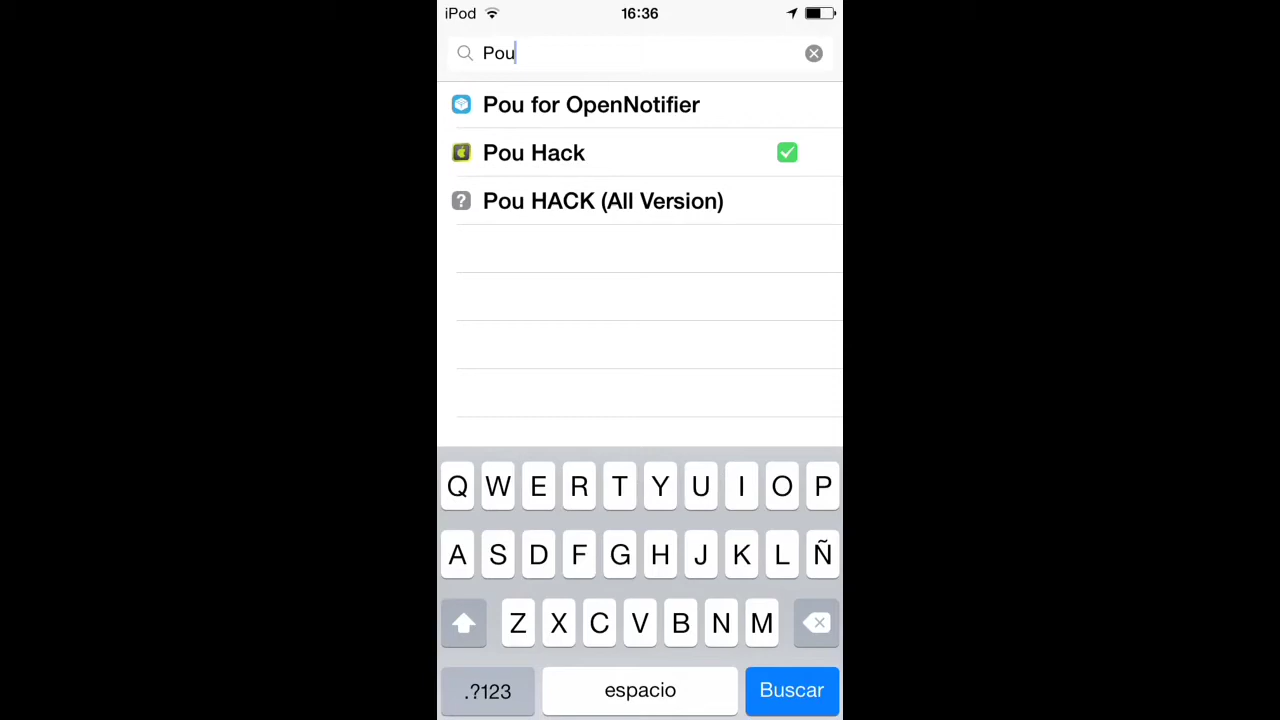 iPod 16:36
Pou
Pou for OpenNotifier
Pou Hack
? Pou HACK (All Version)
Q W E R T Y U I O P
A S D F G H J K L Ñ
Z X C V B N M
.?123 espacio Buscar